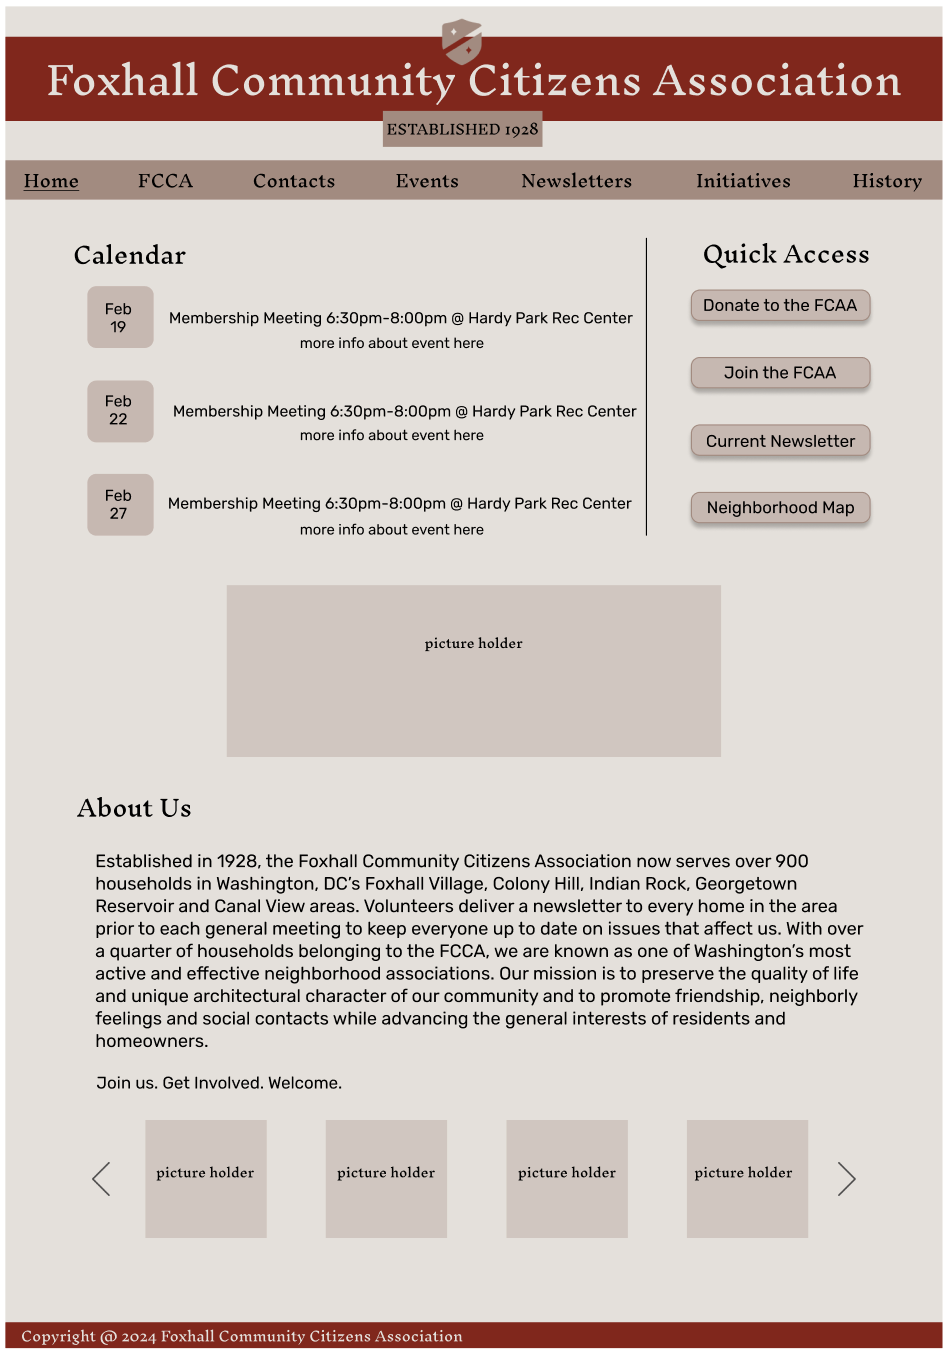 Foxhall Community Citizens Association
ESTABLISHED 1928
Home FCCA Contacts Events Newsletters Initiatives History
Calendar
Feb
19
Membership Meeting 6:30pm-8:00pm @ Hardy Park Rec Center
more info about event here
Feb
22
Membership Meeting 6:30pm-8:00pm @ Hardy Park Rec Center
more info about event here
Feb
27
Membership Meeting 6:30pm-8:00pm @ Hardy Park Rec Center
more info about event here
Quick Access
Donate to the FCAA
Join the FCAA
Current Newsletter
Neighborhood Map
picture holder
About Us
Established in 1928, the Foxhall Community Citizens Association now serves over 900
households in Washington, DC’s Foxhall Village, Colony Hill, Indian Rock, Georgetown
Reservoir and Canal View areas. Volunteers deliver a newsletter to every home in the area
prior to each general meeting to keep everyone up to date on issues that affect us. With over
a quarter of households belonging to the FCCA, we are known as one of Washington’s most
active and effective neighborhood associations. Our mission is to preserve the quality of life
and unique architectural character of our community and to promote friendship, neighborly
feelings and social contacts while advancing the general interests of residents and
homeowners.
Join us. Get Involved. Welcome.
picture holder picture holder picture holder picture holder
Copyright @ 2024 Foxhall Community Citizens Association